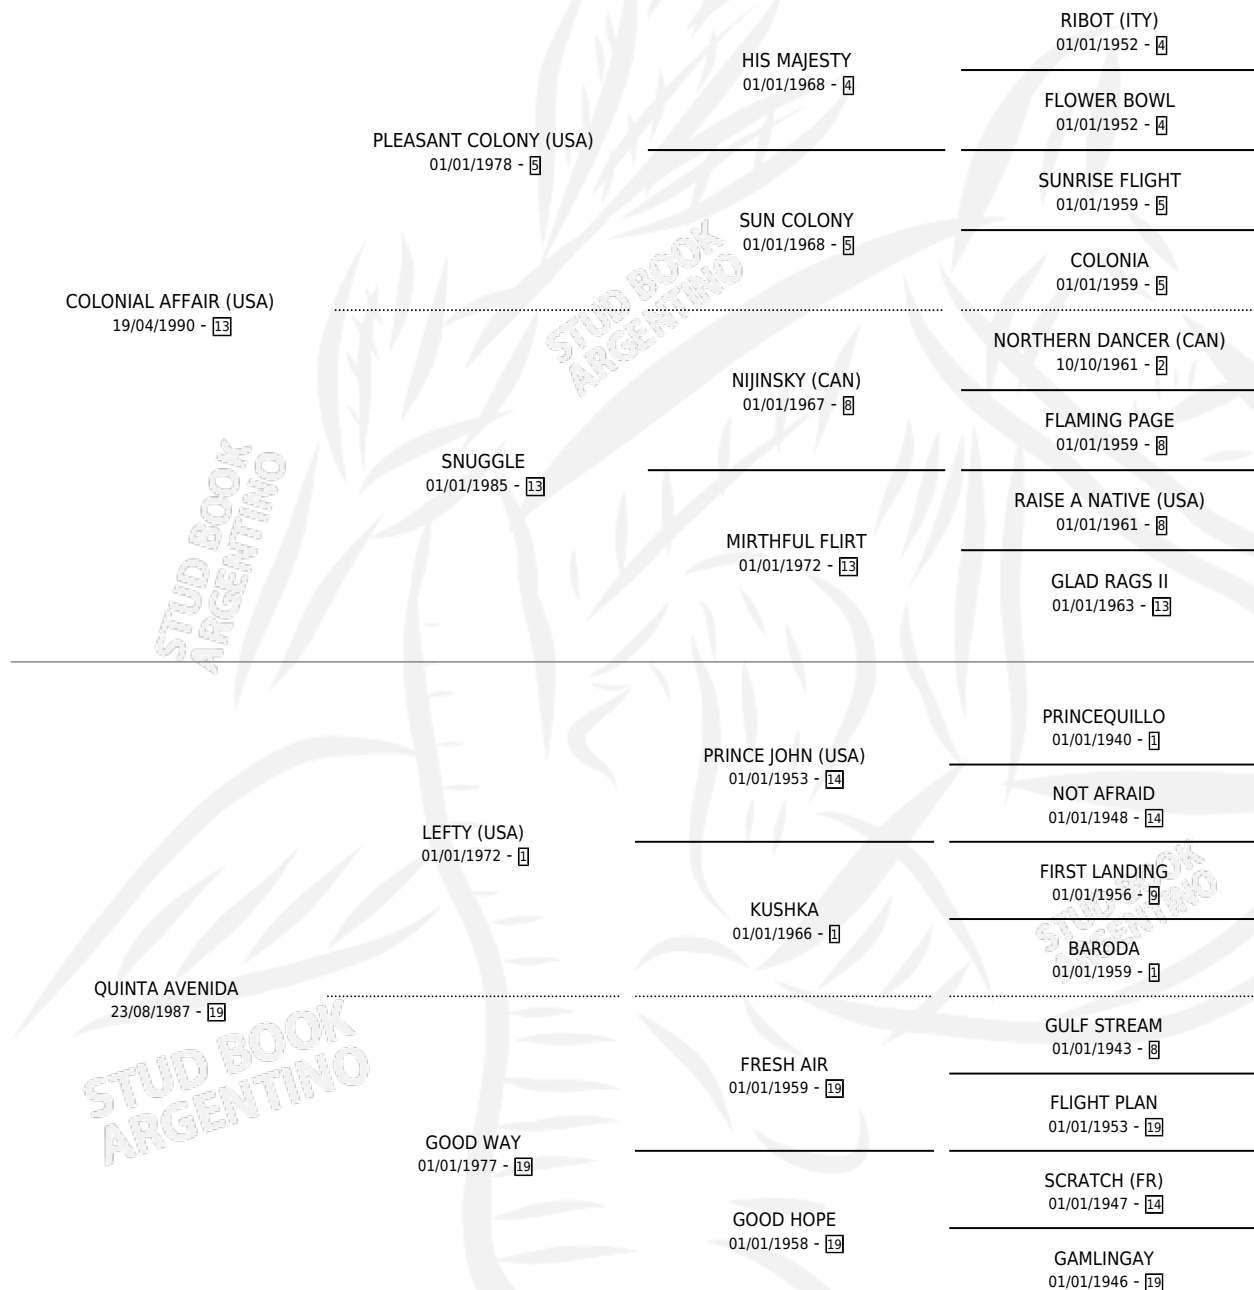 RIBOT (ITY)
01/01/1952 - 4
HIS MAJESTY
01/01/1968 - 4
FLOWER BOWL
01/01/1952 - 4
PLEASANT COLONY (USA)
01/01/1978 - 5
SUNRISE FLIGHT
01/01/1959 - 5
SUN COLONY
01/01/1968 - 5
COLONIA
01/01/1959 - 5
COLONIAL AFFAIR (USA)
19/04/1990 - 13
NORTHERN DANCER (CAN)
10/10/1961 - 2
NIJINSKY (CAN)
01/01/1967 - 8
FLAMING PAGE
01/01/1959 - 8
SNUGGLE
01/01/1985 - 13
RAISE A NATIVE (USA)
01/01/1961 - 8
MIRTHFUL FLIRT
01/01/1972 - 13
GLAD RAGS II
01/01/1963 - 13
PRINCEQUILLO
01/01/1940 - 1
PRINCE JOHN (USA)
01/01/1953 - 14
NOT AFRAID
01/01/1948 - 14
LEFTY (USA)
01/01/1972 - 1
FIRST LANDING
01/01/1956 - 9
KUSHKA
01/01/1966 - 1
BARODA
01/01/1959 - 1
QUINTA AVENIDA
23/08/1987 - 19
GULF STREAM
01/01/1943 - 8
FRESH AIR
01/01/1959 - 19
FLIGHT PLAN
01/01/1953 - 19
GOOD WAY
01/01/1977 - 19
SCRATCH (FR)
01/01/1947 - 14
GOOD HOPE
01/01/1958 - 19
GAMLINGAY
01/01/1946 - 19
STUD BOOK
ARGENTINO
STUD BOOK
ARGENTINO
STUD BOOK
ARGENTINO
STUD BOOK
ARGENTINO